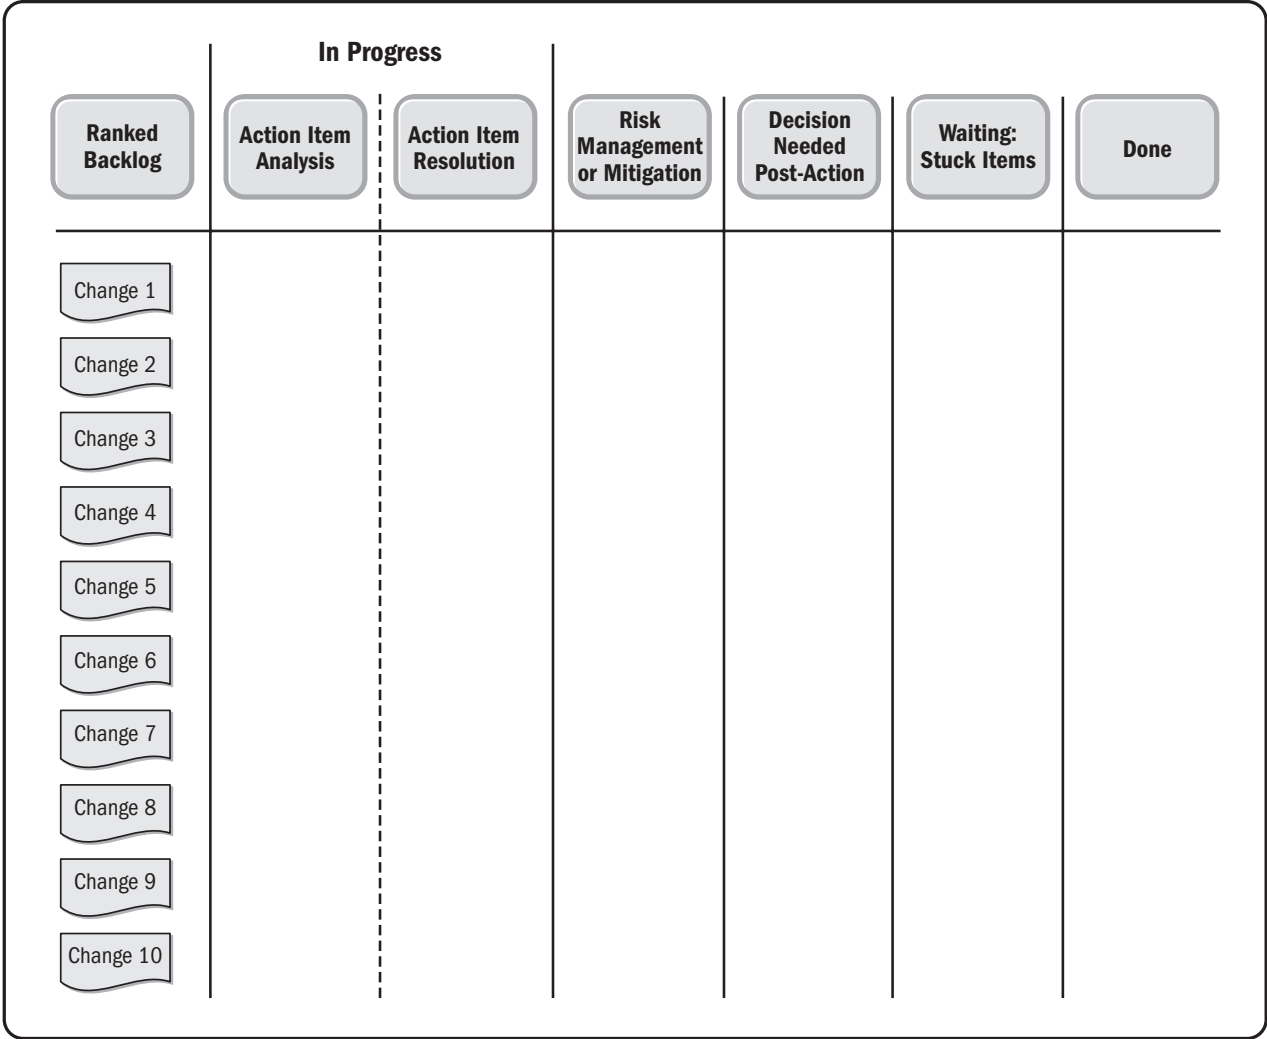 In Progress
Ranked
Backlog
Action Item
Analysis
Action Item
Resolution
Risk
Management
or Mitigation
Decision
Needed
Post-Action
Waiting:
Stuck Items
Done
Change 1
Change 2
Change 3
Change 4
Change 5
Change 6
Change 7
Change 8
Change 9
Change 10